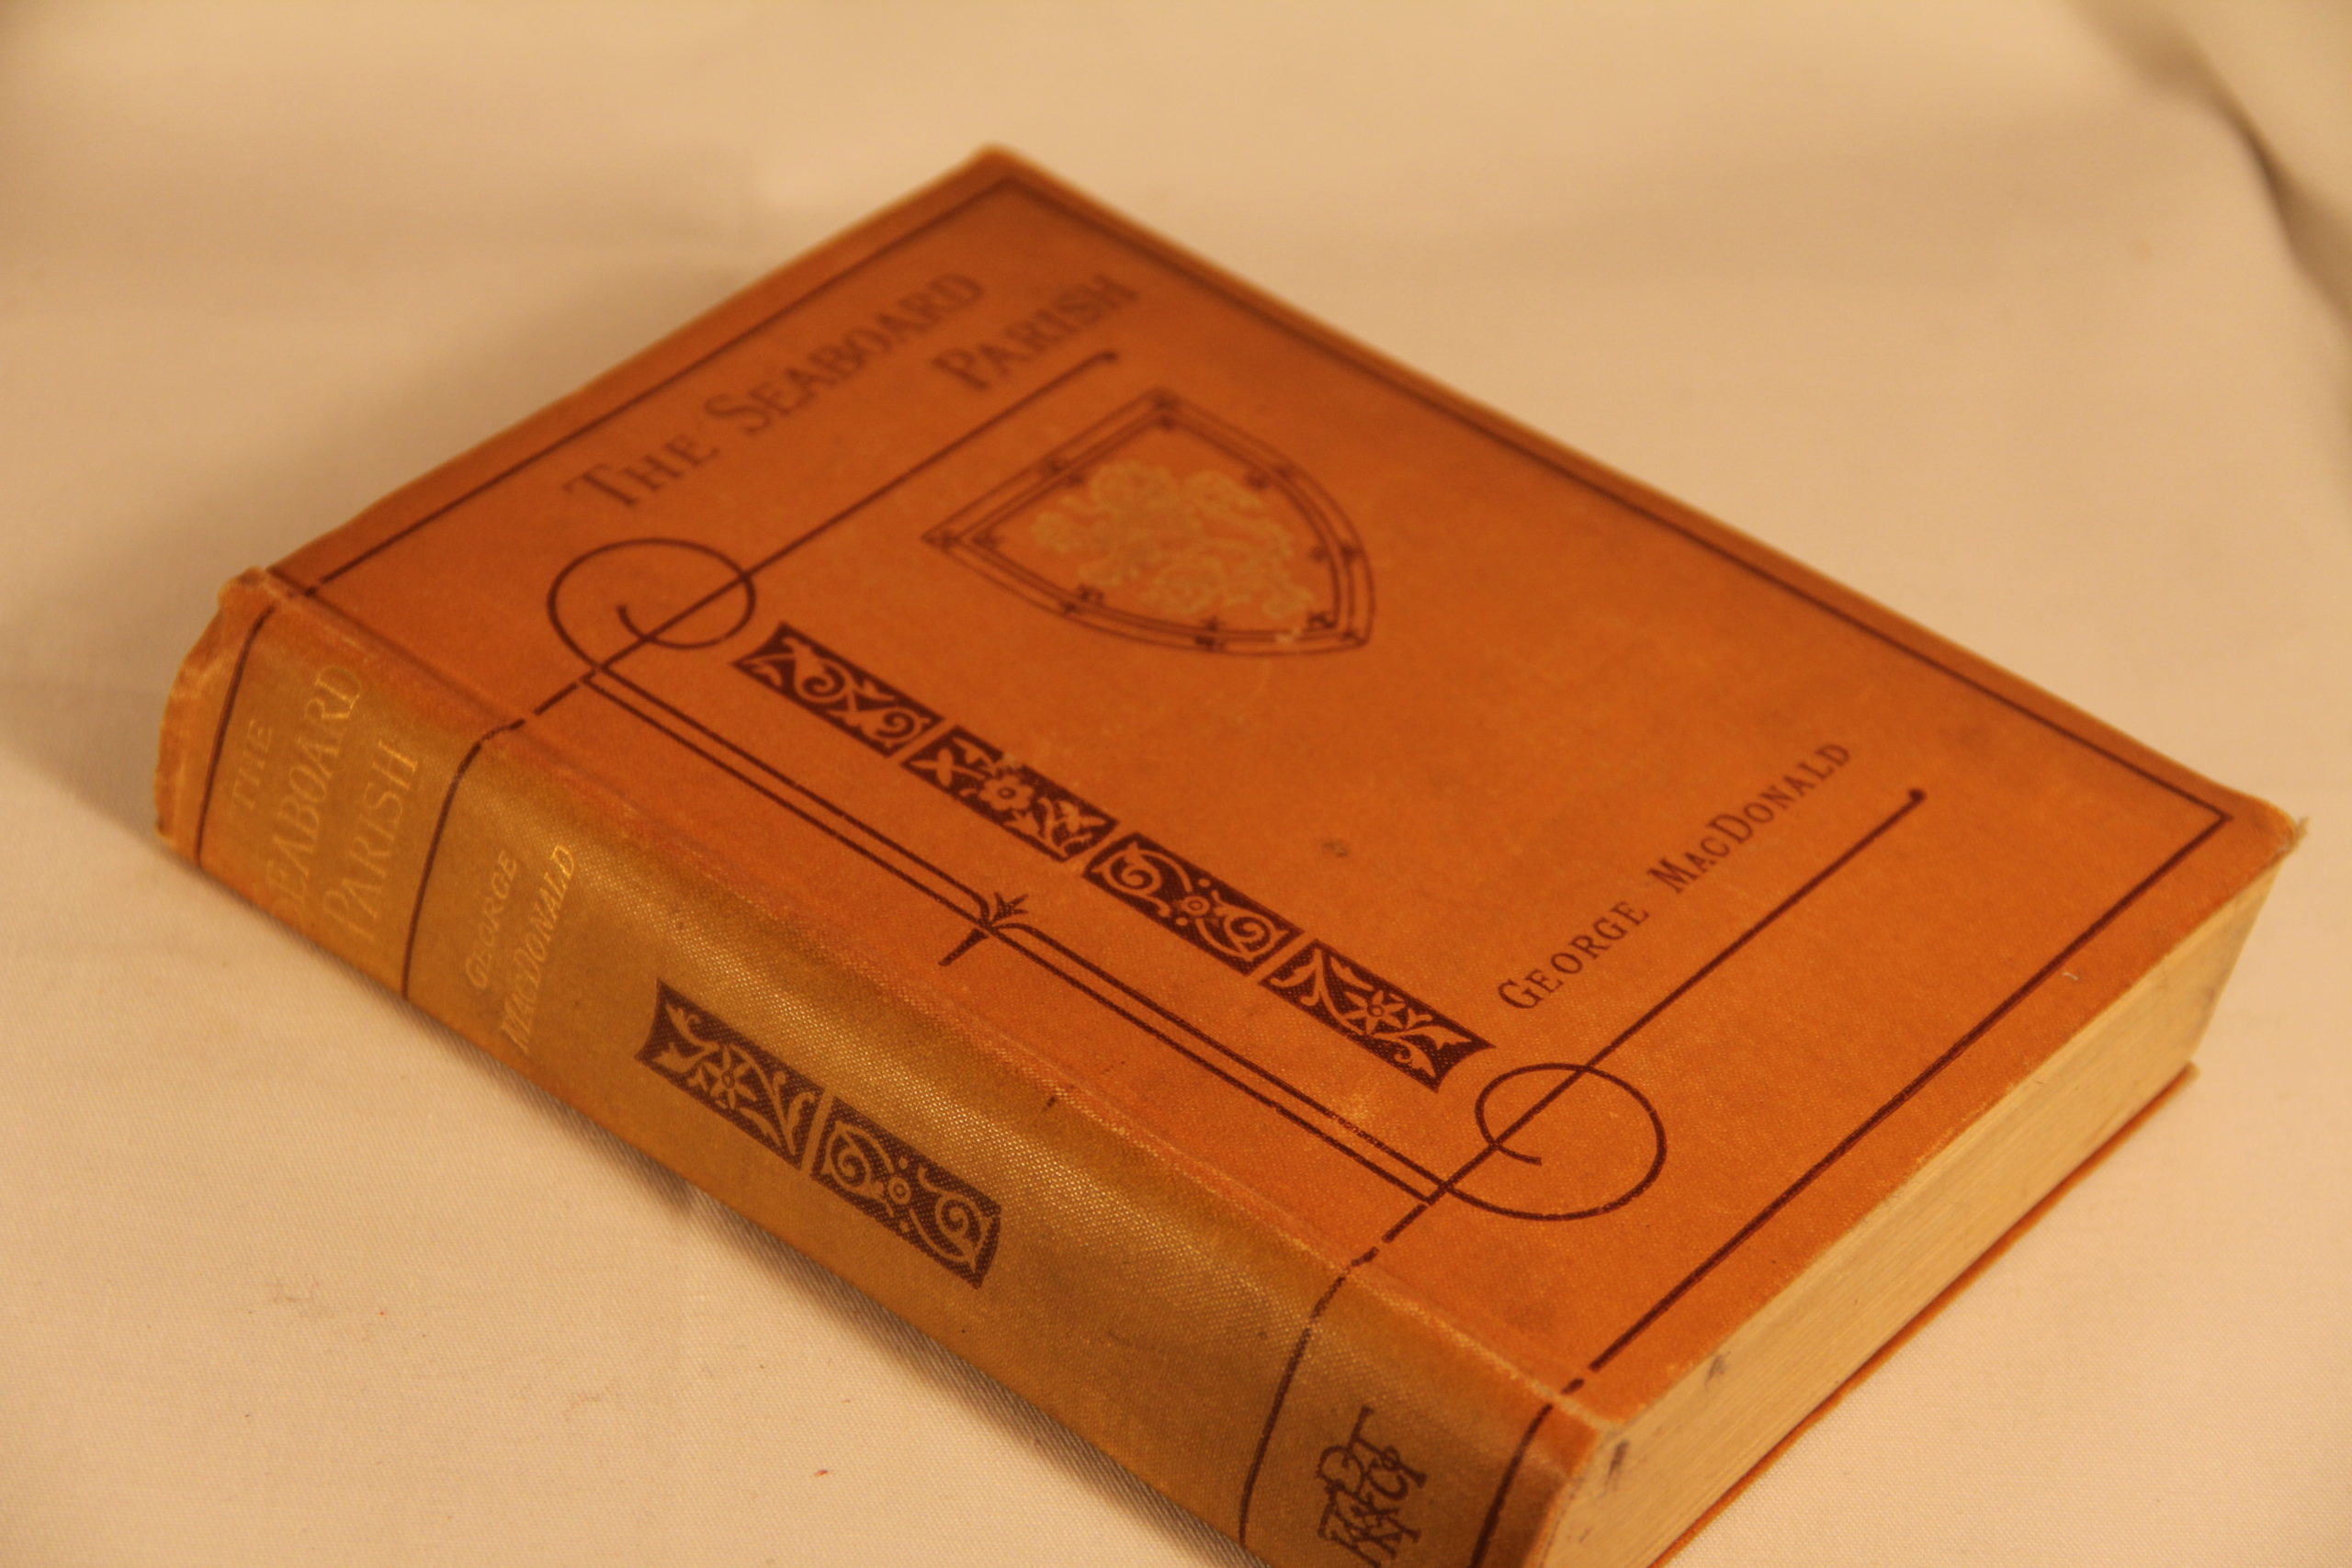 THE SEABOARD
PARISH
GEORGE MACDONALD
THE
SEABOARD
PARISH
GEORGE
MACDONALD